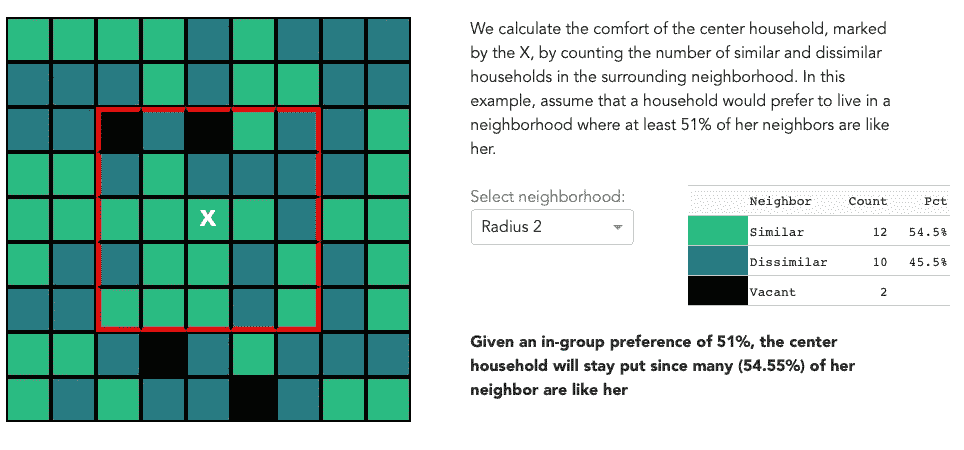 We calculate the comfort of the center household, marked
by the X, by counting the number of similar and dissimilar
households in the surrounding neighborhood. In this
example, assume that a household would prefer to live in a
neighborhood where at least 51% of her neighbors are like
her.
X
Select neighborhood:
Radius 2
Neighbor Count Pct
Similar 12 54.5%
Dissimilar 10 45.5%
Vacant 2
Given an in-group preference of 51%, the center
household will stay put since many (54.55%) of her
neighbor are like her